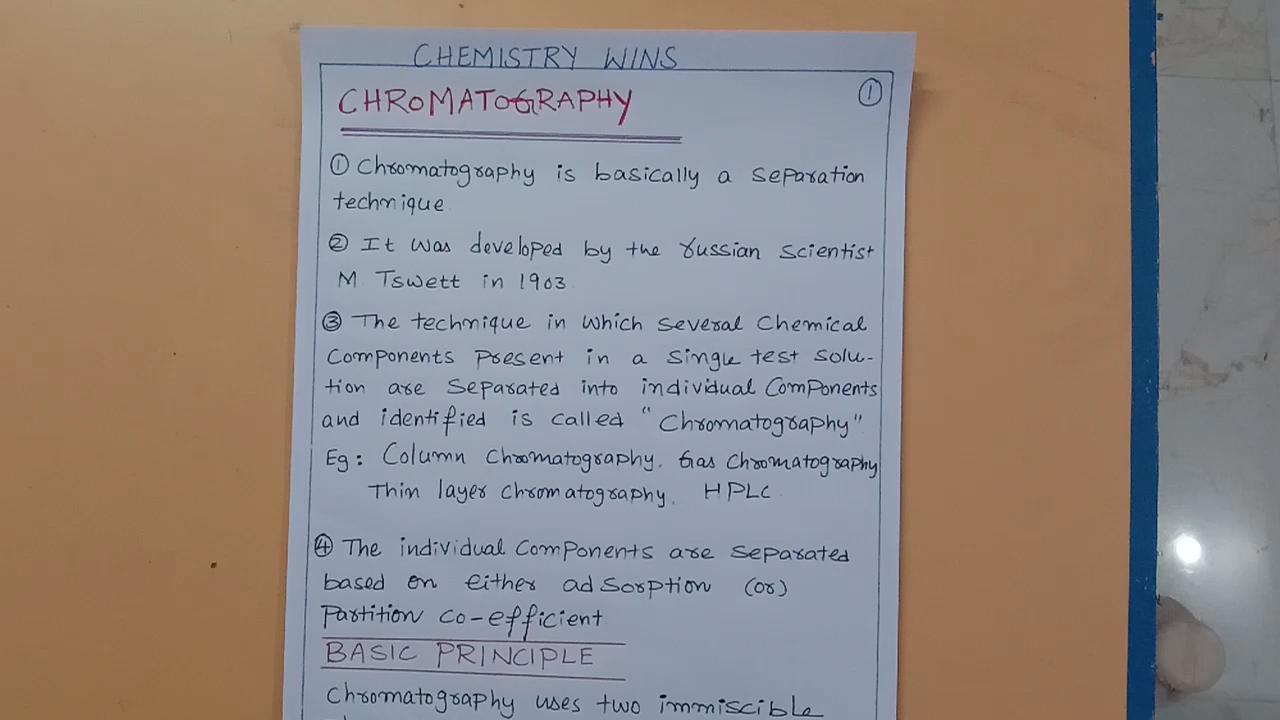 CHEMISTRY WINS
CHROMATOGRAPHY
①
① Chromatography is basically a separation
technique
② It was developed by the russian scientist
M Tswett in 1903
③ The technique in which several chemical
components present in a single test solu-
tion are separated into individual components
and identified is called "Chromatography"
Eg: Column chromatography. Gas chromatography
Thin layer chromatography. HPLC
④ The individual components are separated
based on either adsorption (or)
Partition co-efficient
BASIC PRINCIPLE
Chromatography uses two immiscible